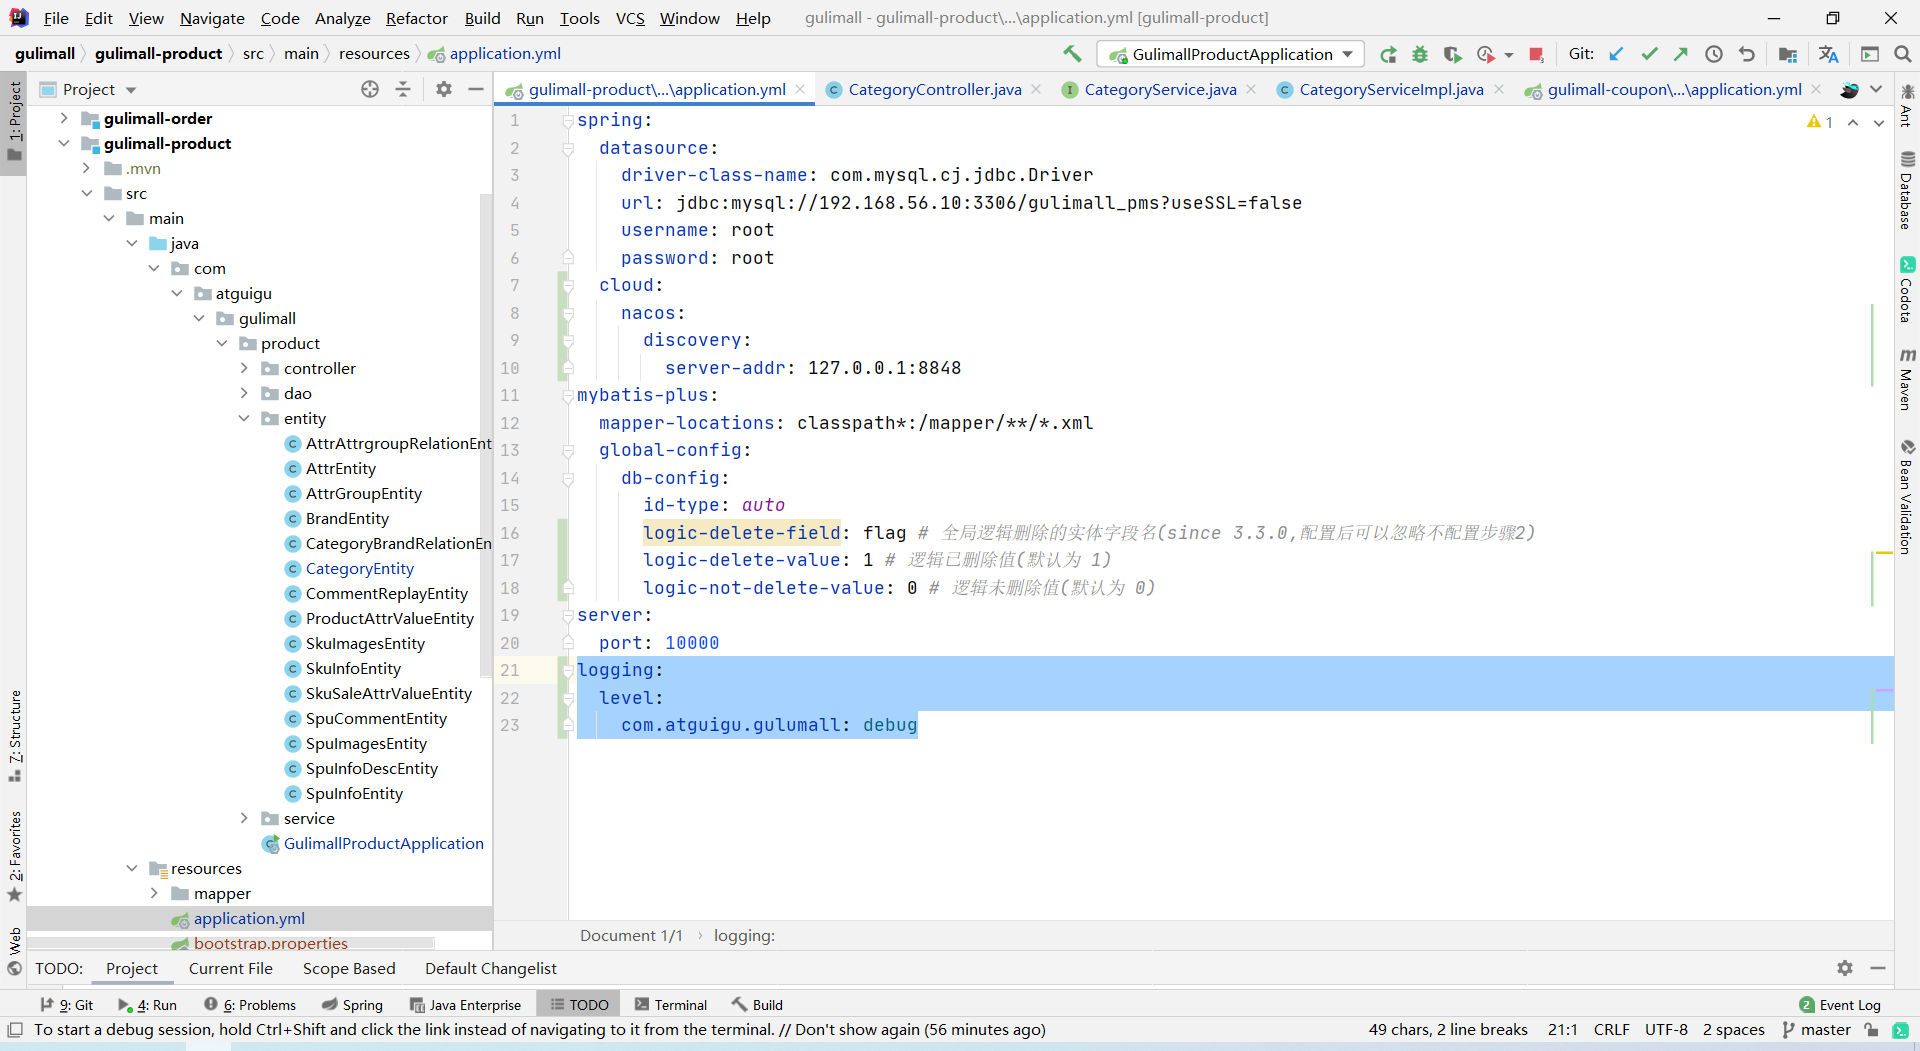 File Edit View Navigate Code Analyze Refactor Build Run Tools VCS Window Help gulimall - gulimall-product\...\application.yml [gulimall-product]
gulimall gulimall-product src main resources application.yml GulimallProductApplication Git:
1: Project
Project
gulimall-product\...\application.yml CategoryController.java CategoryService.java CategoryServiceImpl.java gulimall-coupon\...\application.yml
gulimall-order
gulimall-product
.mvn
src
main
java
com
atguigu
gulimall
product
controller
dao
entity
AttrAttrgroupRelationEnt
AttrEntity
AttrGroupEntity
BrandEntity
CategoryBrandRelationEn
CategoryEntity
CommentReplayEntity
ProductAttrValueEntity
SkuImagesEntity
SkuInfoEntity
SkuSaleAttrValueEntity
SpuCommentEntity
SpuImagesEntity
SpuInfoDescEntity
SpuInfoEntity
service
GulimallProductApplication
resources
mapper
application.yml
bootstrap.properties
7: Structure
2: Favorites
Web
1 spring:
2 datasource:
3 driver-class-name: com.mysql.cj.jdbc.Driver
4 url: jdbc:mysql://192.168.56.10:3306/gulimall_pms?useSSL=false
5 username: root
6 password: root
7 cloud:
8 nacos:
9 discovery:
10 server-addr: 127.0.0.1:8848
11 mybatis-plus:
12 mapper-locations: classpath*:/mapper/**/*.xml
13 global-config:
14 db-config:
15 id-type: auto
16 logic-delete-field: flag # 全局逻辑删除的实体字段名(since 3.3.0,配置后可以忽略不配置步骤2)
17 logic-delete-value: 1 # 逻辑已删除值(默认为 1)
18 logic-not-delete-value: 0 # 逻辑未删除值(默认为 0)
19 server:
20 port: 10000
21 logging:
22 level:
23 com.atguigu.gulumall: debug
1
Ant
Database
Codota
Maven
Bean Validation
Document 1/1 logging:
TODO: Project Current File Scope Based Default Changelist
9: Git 4: Run 6: Problems Spring Java Enterprise TODO Terminal Build 2 Event Log
To start a debug session, hold Ctrl+Shift and click the link instead of navigating to it from the terminal. // Don't show again (56 minutes ago) 49 chars, 2 line breaks 21:1 CRLF UTF-8 2 spaces master